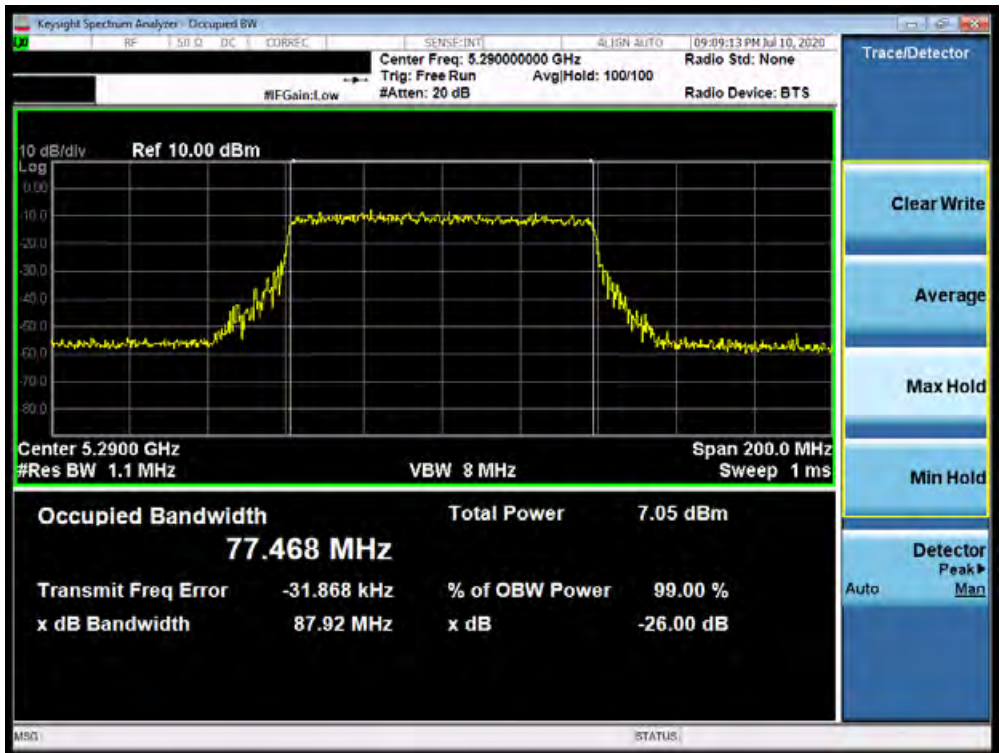 Keysight Spectrum Analyzer - Occupied BW
LXI RF 50 Ω DC CORREC SENSE:INT ALIGN AUTO 09:09:13 PM Jul 10, 2020
Center Freq: 5.290000000 GHz Radio Std: None
Trig: Free Run Avg|Hold: 100/100
#IFGain:Low #Atten: 20 dB Radio Device: BTS
10 dB/div Ref 10.00 dBm
Log
0.00
-10.0
-20.0
-30.0
-40.0
-50.0
-60.0
-70.0
-80.0
Center 5.2900 GHz Span 200.0 MHz
#Res BW 1.1 MHz VBW 8 MHz Sweep 1 ms
Occupied Bandwidth Total Power 7.05 dBm
77.468 MHz
Transmit Freq Error -31.868 kHz % of OBW Power 99.00 %
x dB Bandwidth 87.92 MHz x dB -26.00 dB
MSG STATUS
Trace/Detector
Clear Write
Average
Max Hold
Min Hold
Detector
Peak▶
Auto Man